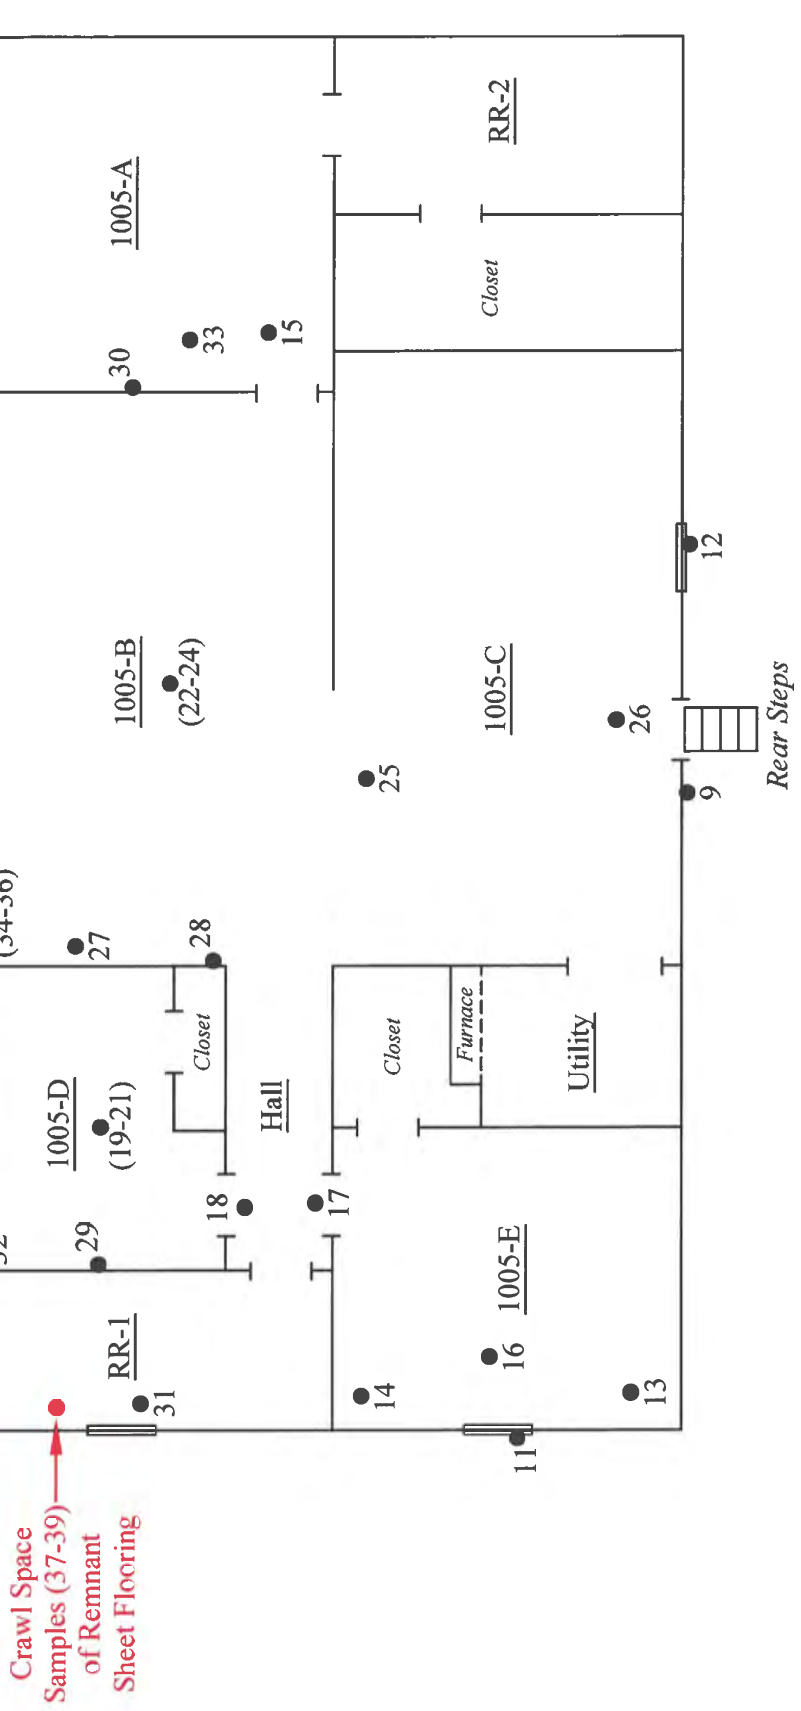 1005-A
RR-2
Closet
30
33
15
12
1005-B
(22-24)
1005-C
26
25
9
Rear Steps
(34-36)
27
28
Closet
1005-D
(19-21)
Hall
Closet
Furnace
Utility
18
17
29
RR-1
31
1005-E
16
14
13
11
Crawl Space
Samples (37-39)
of Remnant
Sheet Flooring